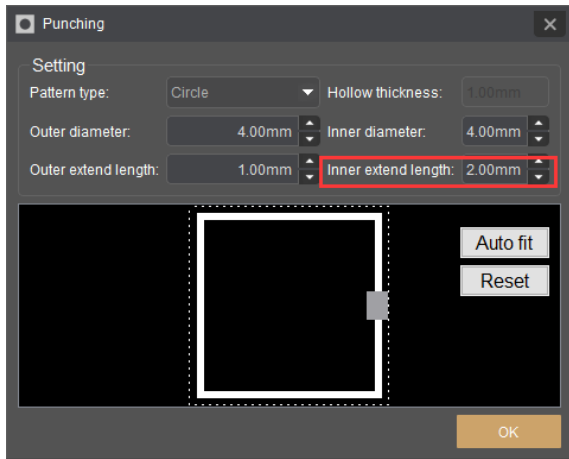 Punching
Setting
Pattern type: Circle Hollow thickness: 1.00mm
Outer diameter: 4.00mm Inner diameter: 4.00mm
Outer extend length: 1.00mm Inner extend length: 2.00mm
Auto fit
Reset
OK